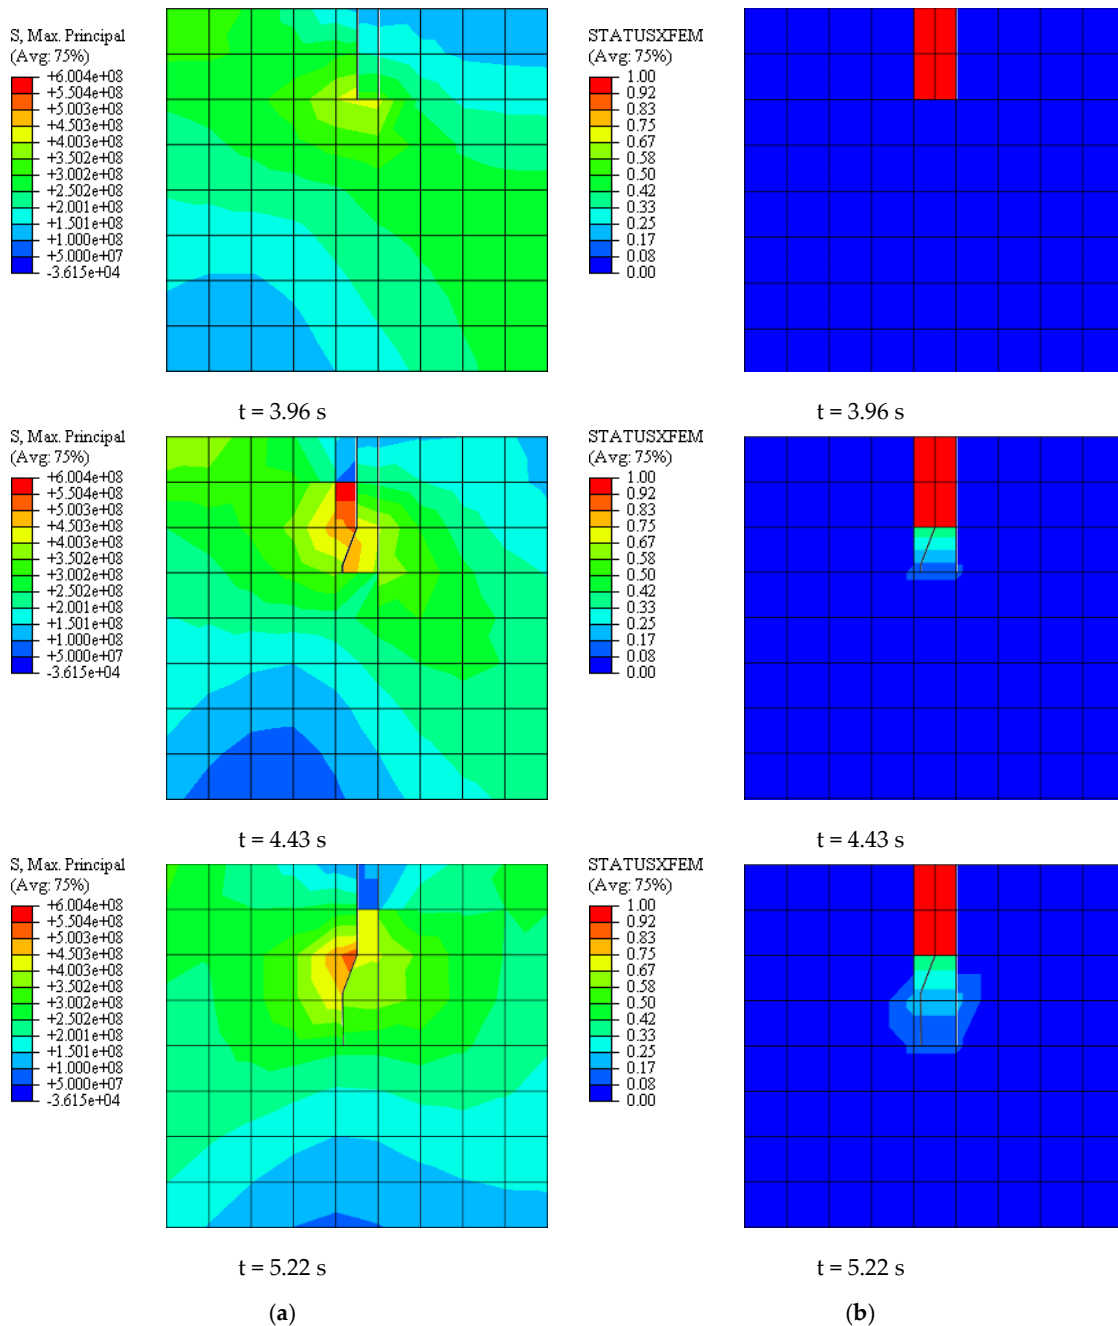 S, Max. Principal
(Avg: 75%)
+6.004e+08
+5.504e+08
+5.003e+08
+4.503e+08
+4.003e+08
+3.502e+08
+3.002e+08
+2.502e+08
+2.001e+08
+1.501e+08
+1.000e+08
+5.000e+07
-3.615e+04
STATUSXFEM
(Avg: 75%)
1.00
0.92
0.83
0.75
0.67
0.58
0.50
0.42
0.33
0.25
0.17
0.08
0.00
t = 3.96 s
t = 3.96 s
S, Max. Principal
(Avg: 75%)
+6.004e+08
+5.504e+08
+5.003e+08
+4.503e+08
+4.003e+08
+3.502e+08
+3.002e+08
+2.502e+08
+2.001e+08
+1.501e+08
+1.000e+08
+5.000e+07
-3.615e+04
STATUSXFEM
(Avg: 75%)
1.00
0.92
0.83
0.75
0.67
0.58
0.50
0.42
0.33
0.25
0.17
0.08
0.00
t = 4.43 s
t = 4.43 s
S, Max. Principal
(Avg: 75%)
+6.004e+08
+5.504e+08
+5.003e+08
+4.503e+08
+4.003e+08
+3.502e+08
+3.002e+08
+2.502e+08
+2.001e+08
+1.501e+08
+1.000e+08
+5.000e+07
-3.615e+04
STATUSXFEM
(Avg: 75%)
1.00
0.92
0.83
0.75
0.67
0.58
0.50
0.42
0.33
0.25
0.17
0.08
0.00
t = 5.22 s
t = 5.22 s
(a)
(b)